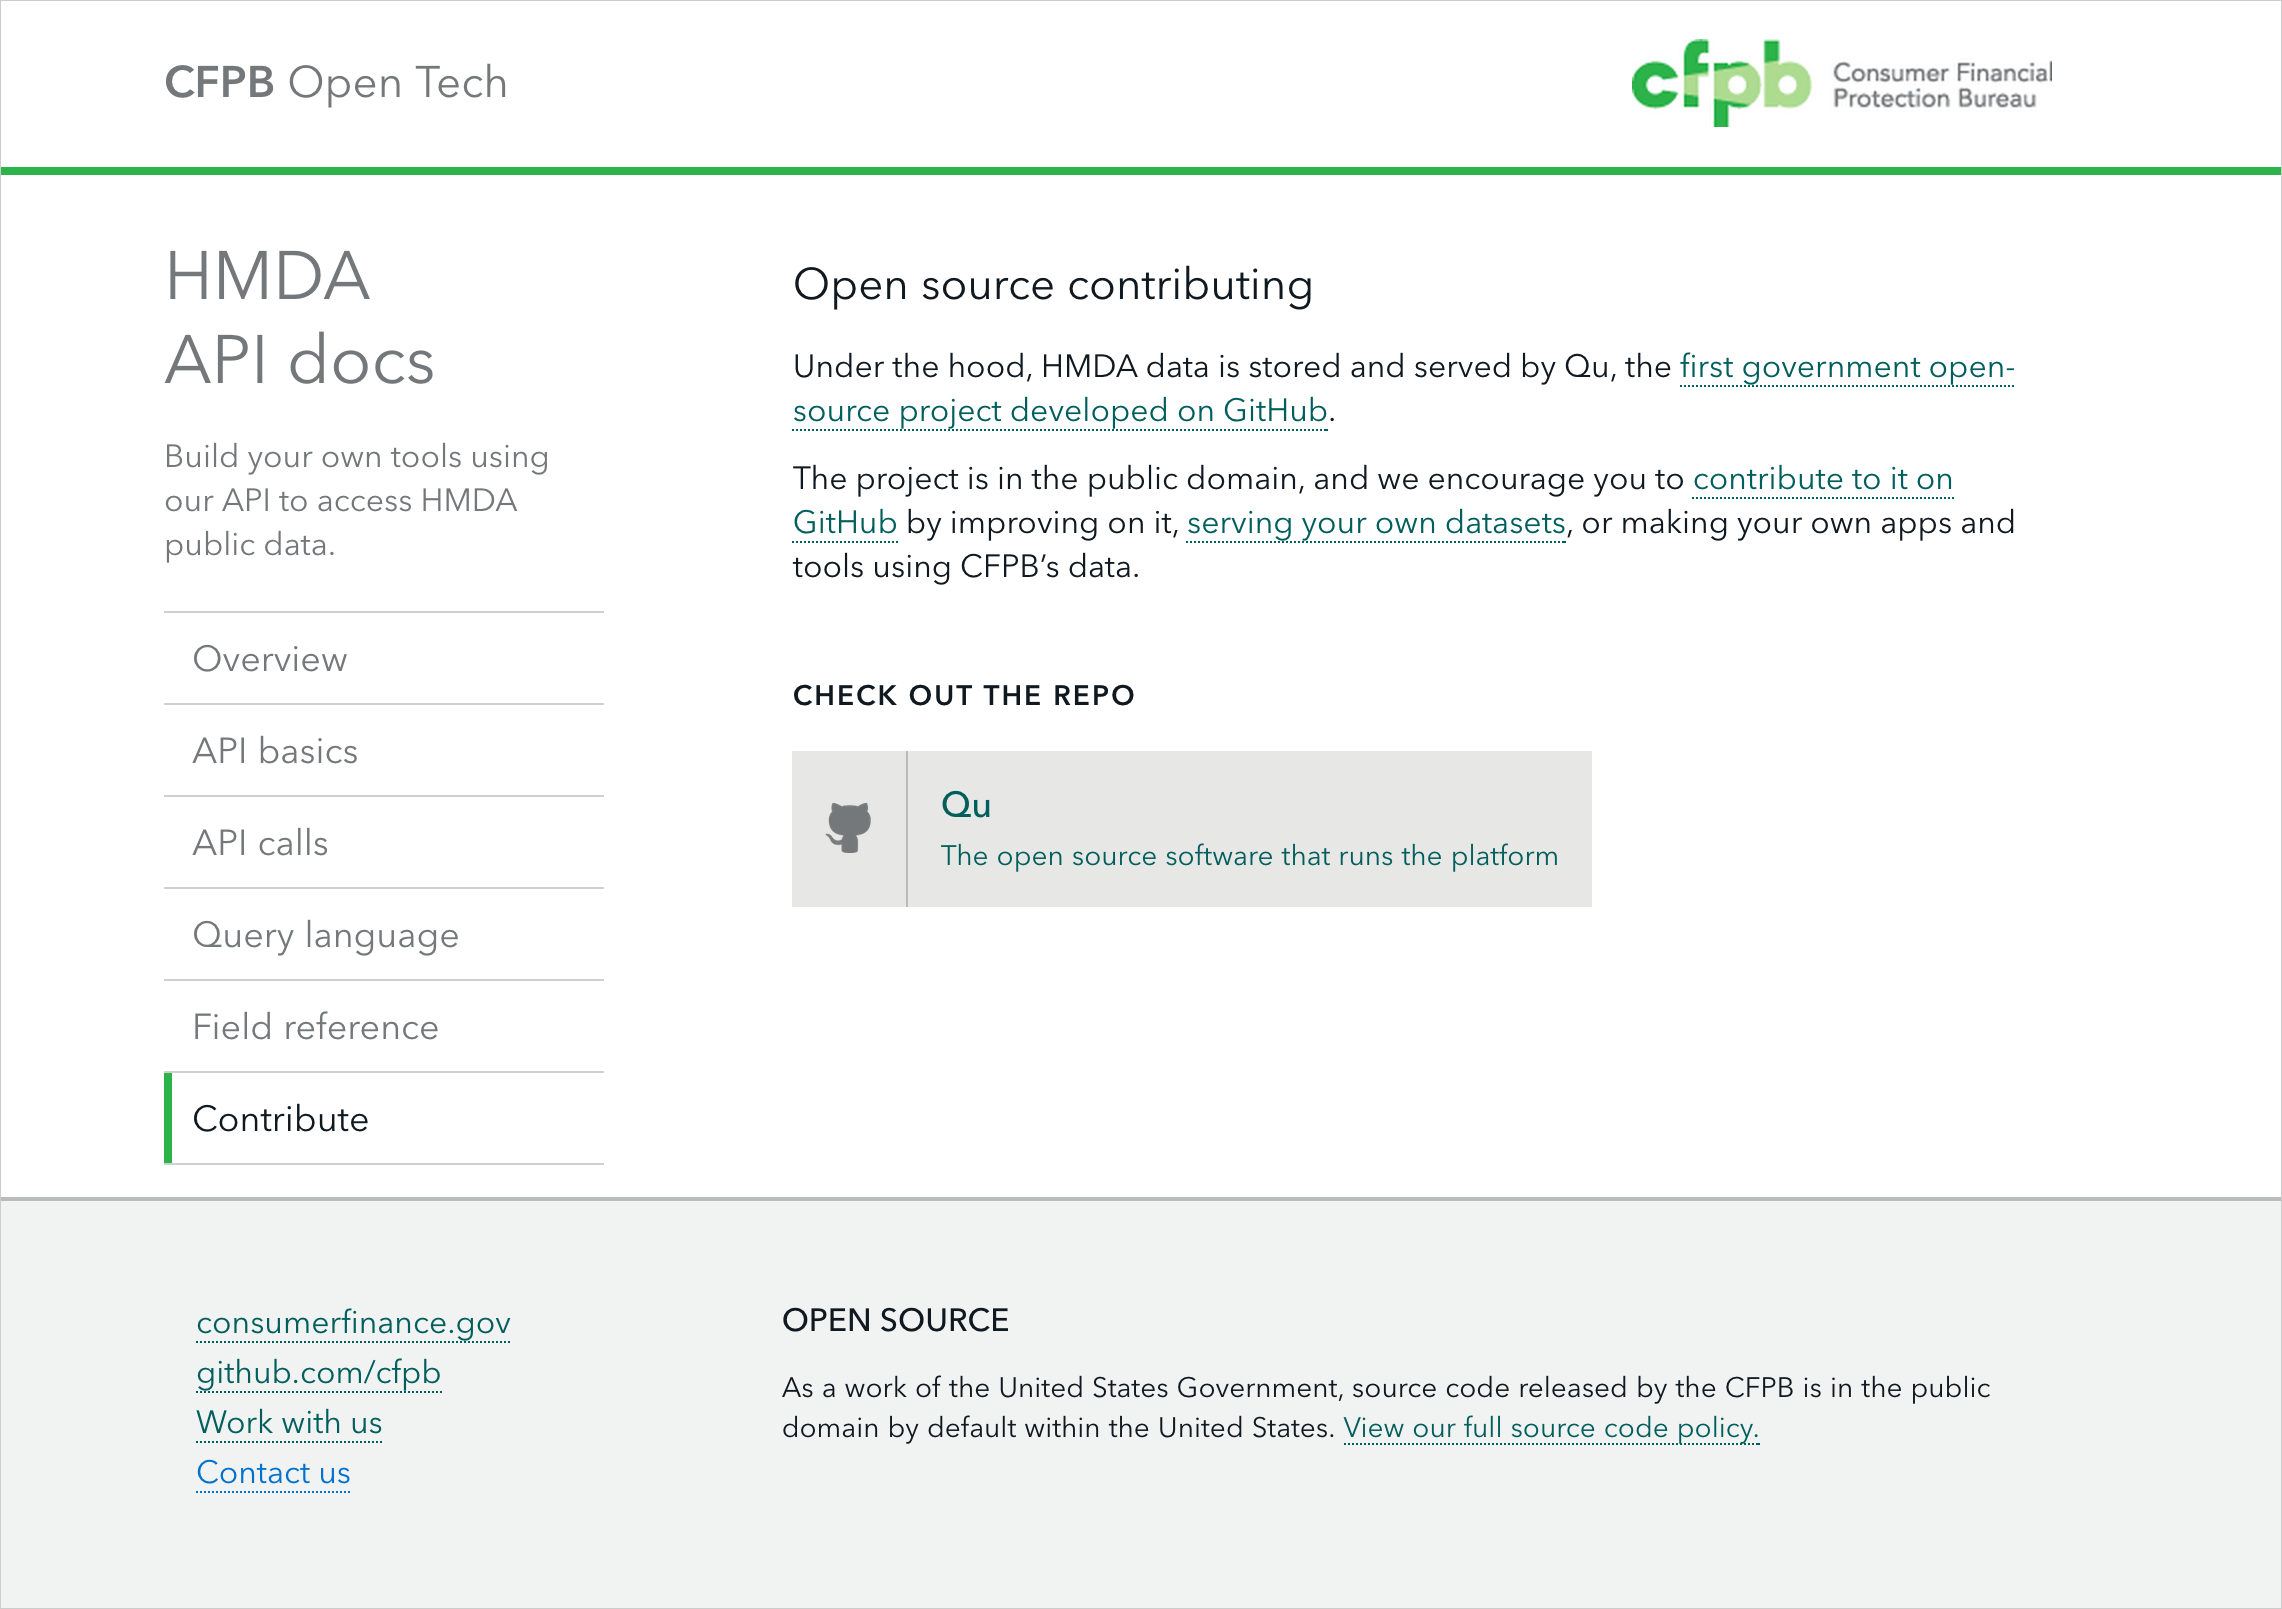 CFPB Open Tech
cfpb
Consumer Financial
Protection Bureau
HMDA
API docs
Build your own tools using
our API to access HMDA
public data.
Overview
API basics
API calls
Query language
Field reference
Contribute
Open source contributing
Under the hood, HMDA data is stored and served by Qu, the first government open-
source project developed on GitHub.
The project is in the public domain, and we encourage you to contribute to it on
GitHub by improving on it, serving your own datasets, or making your own apps and
tools using CFPB’s data.
CHECK OUT THE REPO
Qu
The open source software that runs the platform
consumerfinance.gov
github.com/cfpb
Work with us
Contact us
OPEN SOURCE
As a work of the United States Government, source code released by the CFPB is in the public
domain by default within the United States. View our full source code policy.